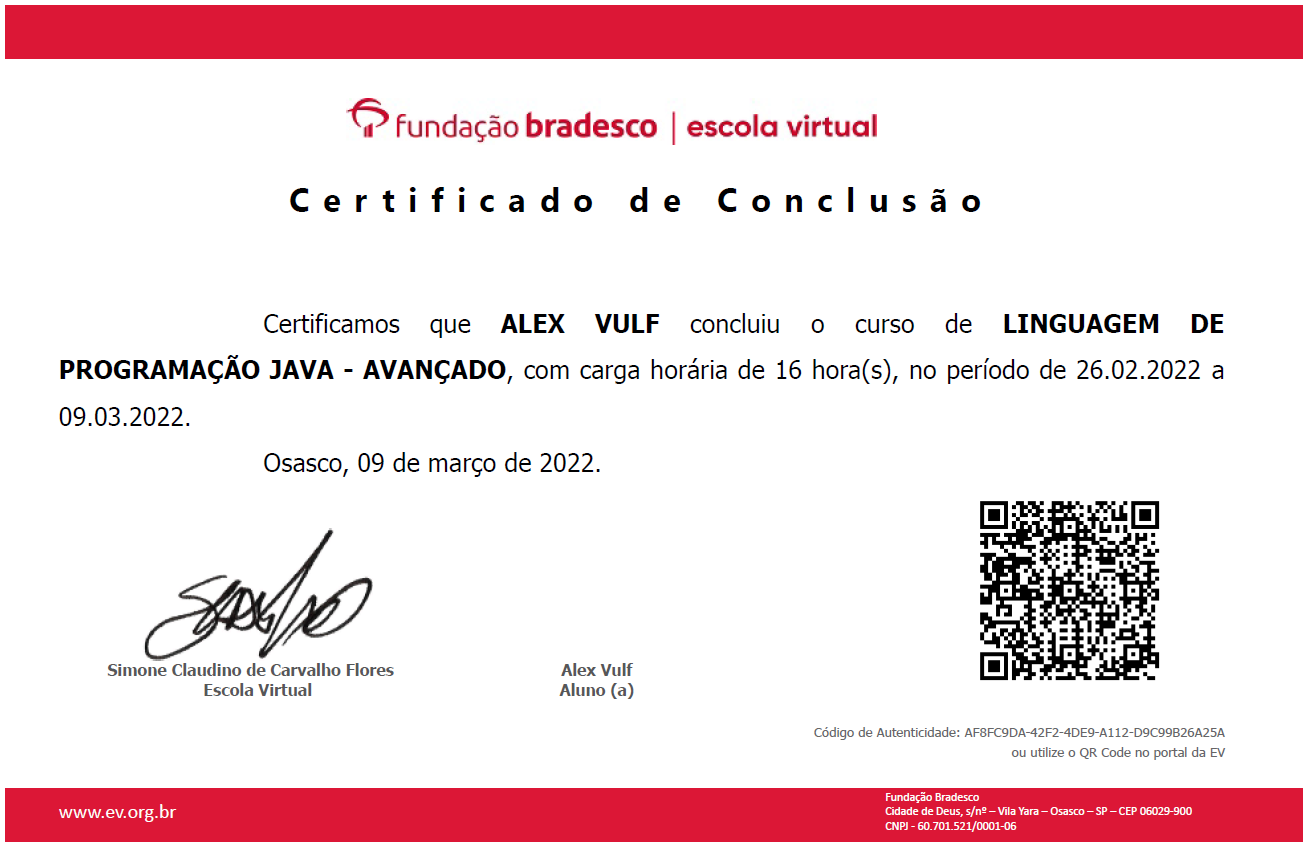 fundação bradesco | escola virtual
Certificado de Conclusão
Certificamos que ALEX VULF concluiu o curso de LINGUAGEM DE
PROGRAMAÇÃO JAVA - AVANÇADO, com carga horária de 16 hora(s), no período de 26.02.2022 a
09.03.2022.
Osasco, 09 de março de 2022.
Simone Claudino de Carvalho Flores
Escola Virtual
Alex Vulf
Aluno (a)
Código de Autenticidade: AF8FC9DA-42F2-4DE9-A112-D9C99B26A25A
ou utilize o QR Code no portal da EV
www.ev.org.br
Fundação Bradesco
Cidade de Deus, s/nº – Vila Yara – Osasco – SP – CEP 06029-900
CNPJ - 60.701.521/0001-06